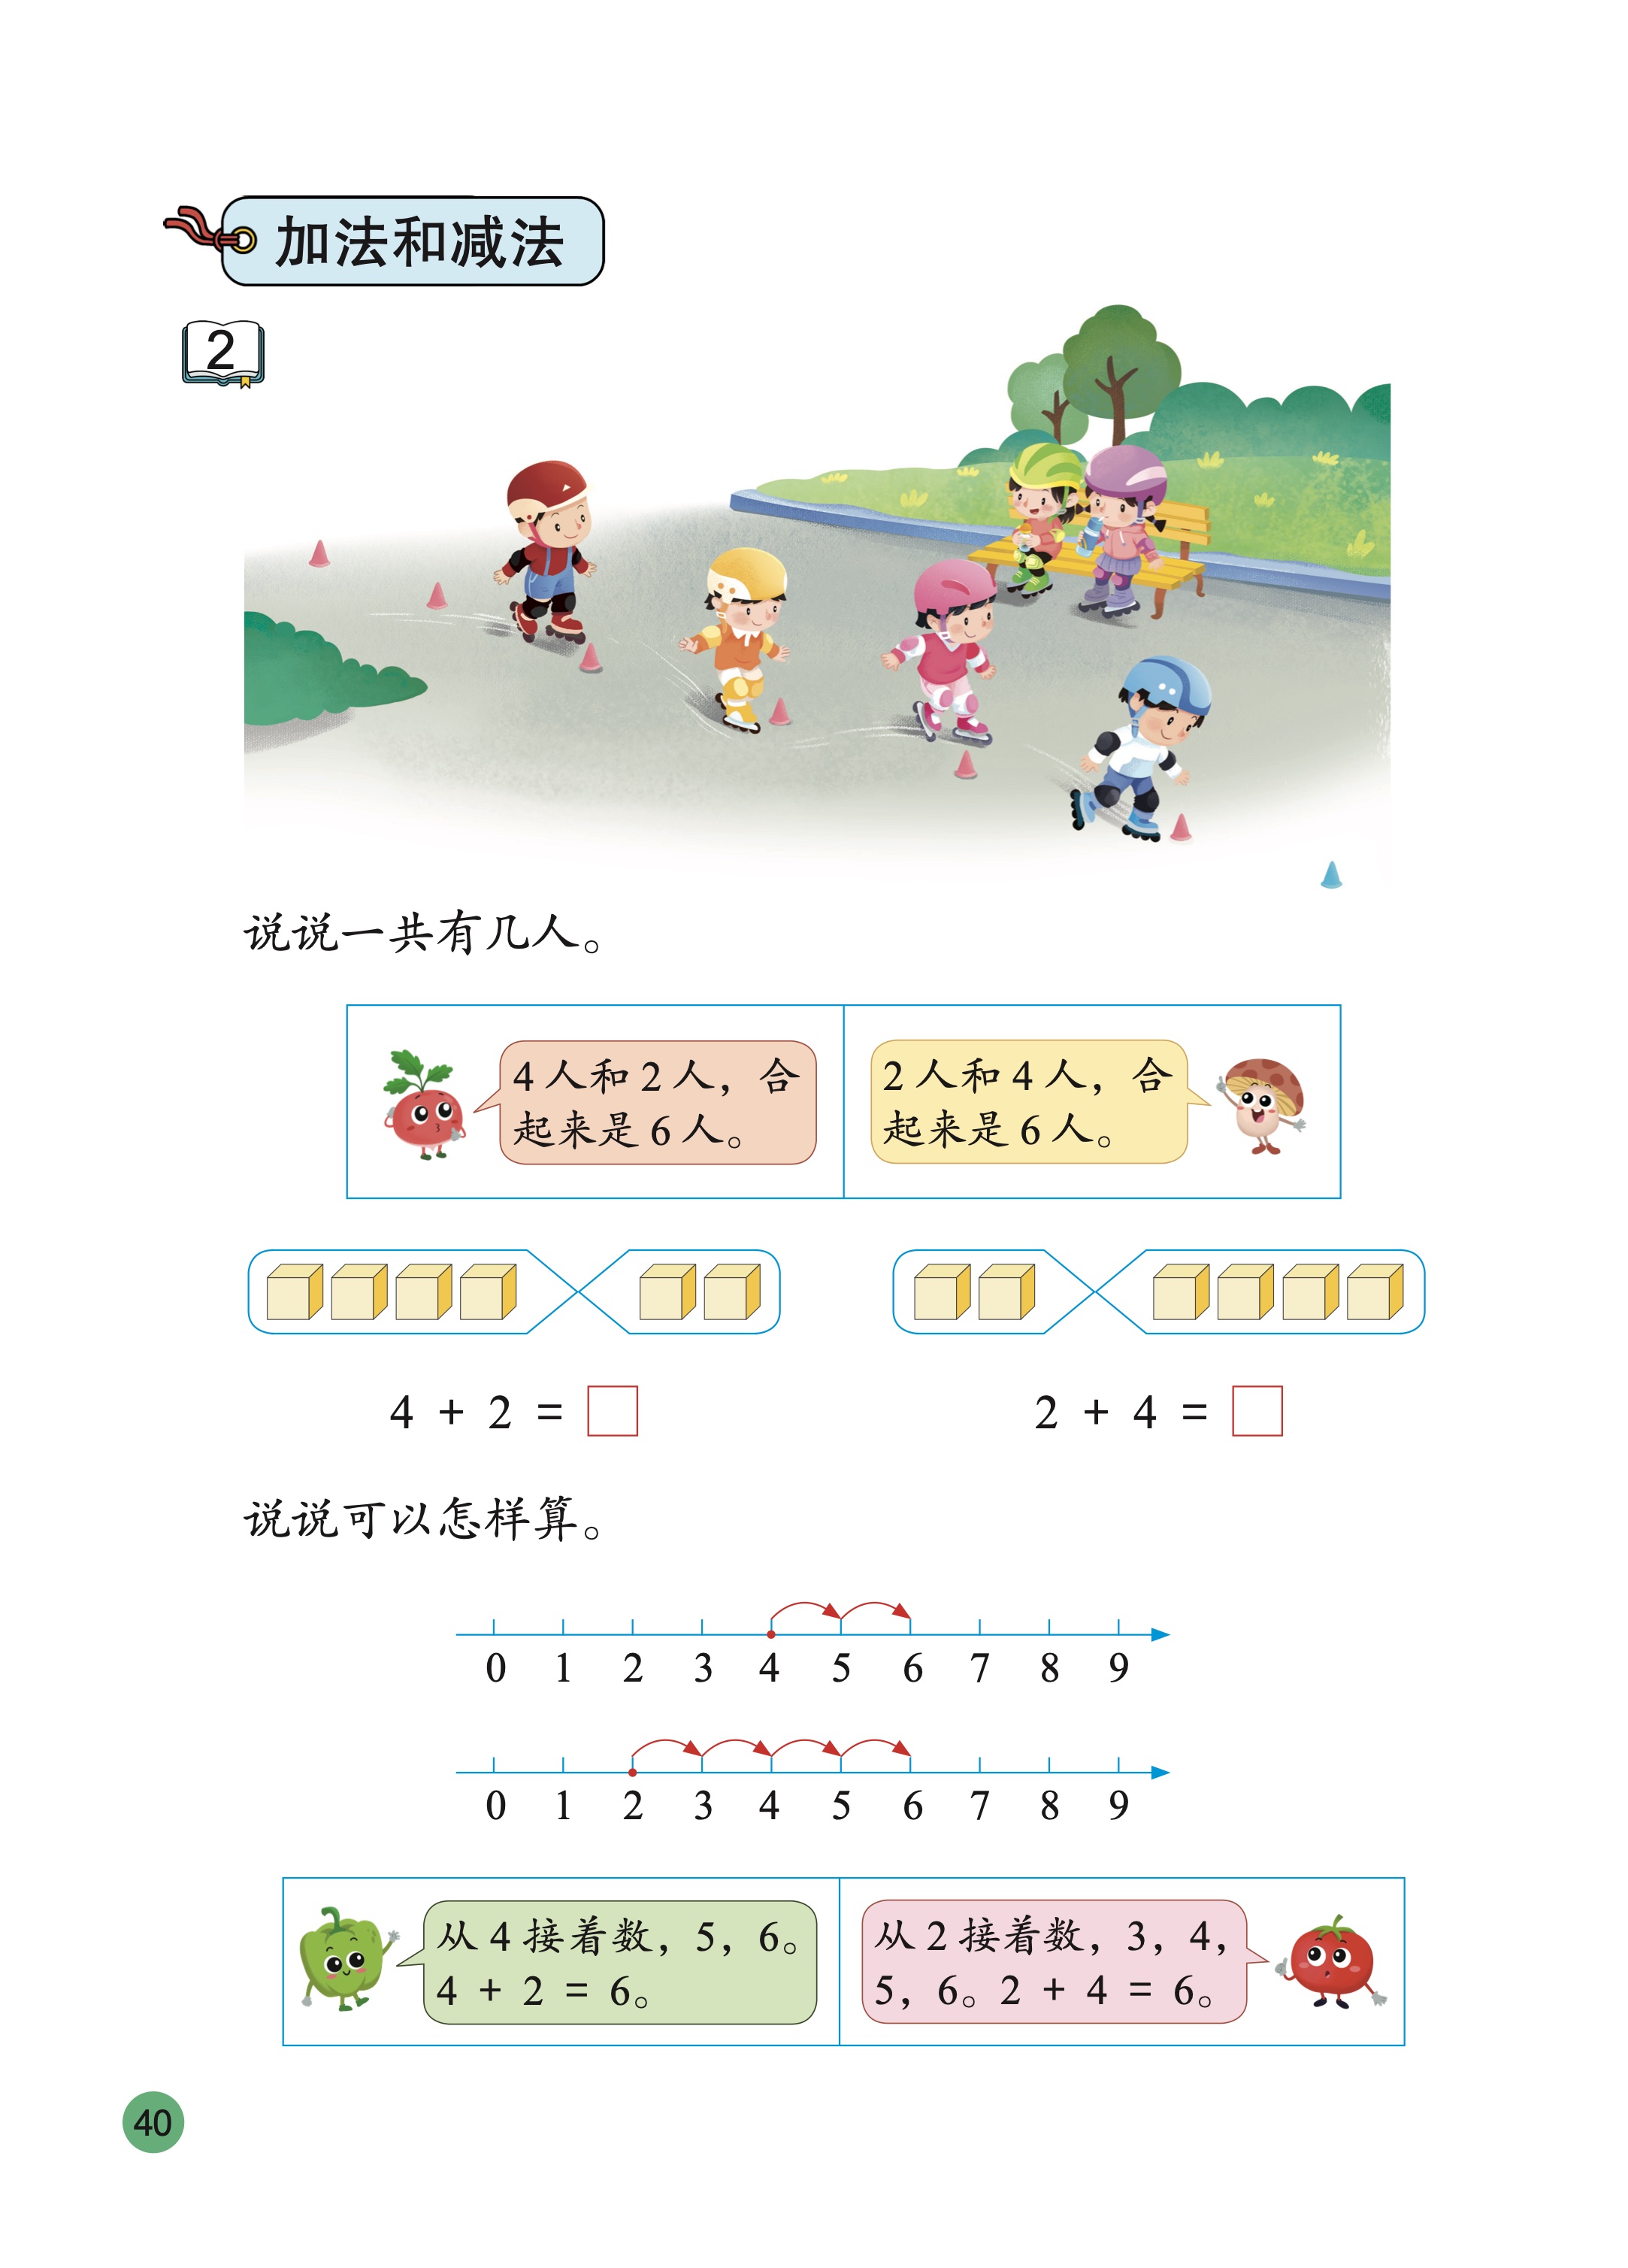 加法和减法
2
说说一共有几人。
4人和2人，合
起来是6人。
2人和4人，合
起来是6人。
4 + 2 = □
2 + 4 = □
说说可以怎样算。
0 1 2 3 4 5 6 7 8 9
0 1 2 3 4 5 6 7 8 9
从4接着数，5，6。
4 + 2 = 6。
从2接着数，3，4，
5，6。2 + 4 = 6。
40